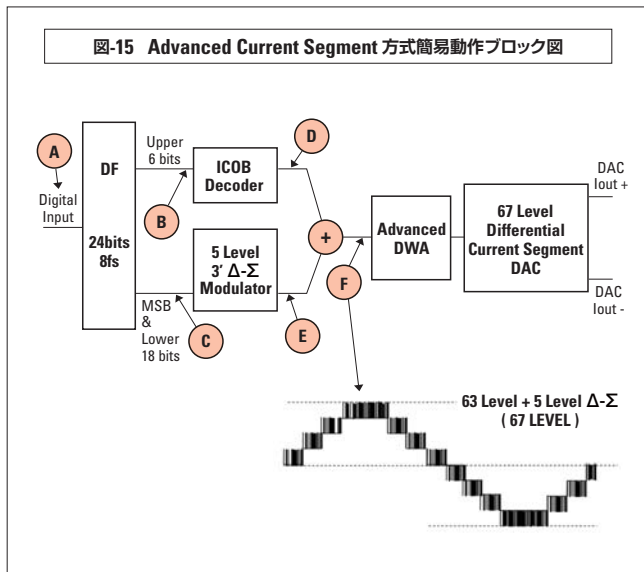 図-15 Advanced Current Segment 方式簡易動作ブロック図
A
Digital
Input
DF
24bits
8fs
Upper
6 bits
B
ICOB
Decoder
D
MSB
&
Lower
18 bits
C
5 Level
3' Δ-Σ
Modulator
E
+
F
Advanced
DWA
67 Level
Differential
Current Segment
DAC
DAC
Iout +
DAC
Iout -
63 Level + 5 Level Δ-Σ
( 67 LEVEL )